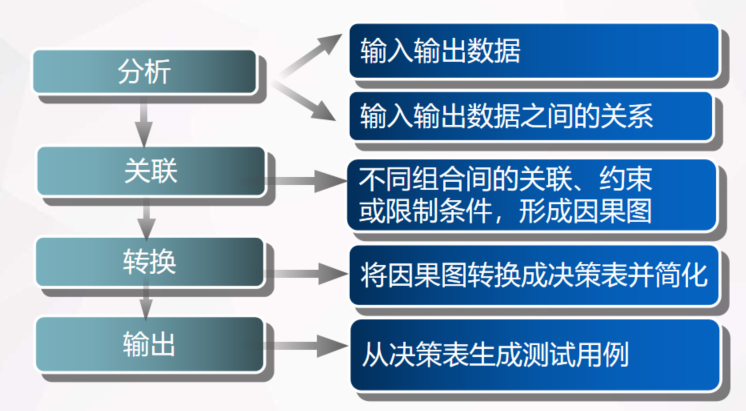 分析
输入输出数据
输入输出数据之间的关系
关联
不同组合间的关联、约束
或限制条件，形成因果图
转换
将因果图转换成决策表并简化
输出
从决策表生成测试用例